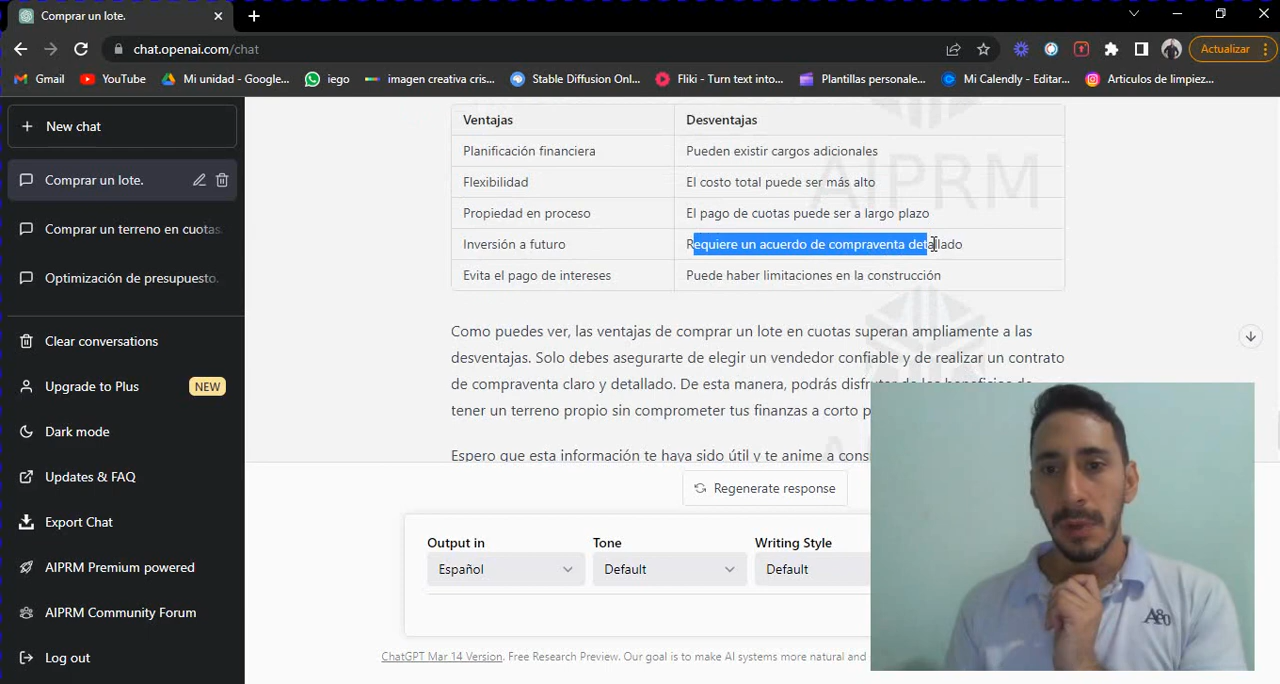 Comprar un lote.
chat.openai.com/chat
Actualizar
Gmail
YouTube
Mi unidad - Google...
iego
imagen creativa cris...
Stable Diffusion Onl...
Fliki - Turn text into...
Plantillas personale...
Mi Calendly - Editar...
Articulos de limpiez...
New chat
Comprar un lote.
Comprar un terreno en cuotas
Optimización de presupuesto.
Clear conversations
Upgrade to Plus NEW
Dark mode
Updates & FAQ
Export Chat
AIPRM Premium powered
AIPRM Community Forum
Log out
AIPRM
Ventajas Desventajas
Planificación financiera Pueden existir cargos adicionales
Flexibilidad El costo total puede ser más alto
Propiedad en proceso El pago de cuotas puede ser a largo plazo
Inversión a futuro Requiere un acuerdo de compraventa detallado
Evita el pago de intereses Puede haber limitaciones en la construcción
Como puedes ver, las ventajas de comprar un lote en cuotas superan ampliamente a las
desventajas. Solo debes asegurarte de elegir un vendedor confiable y de realizar un contrato
de compraventa claro y detallado. De esta manera, podrás
tener un terreno propio sin comprometer tus finanzas a corto
Espero que esta información te haya sido útil y te anime a
Regenerate response
Output in Tone Writing Style
Español Default Default
ChatGPT Mar 14 Version. Free Research Preview. Our goal is to make AI systems more natural and